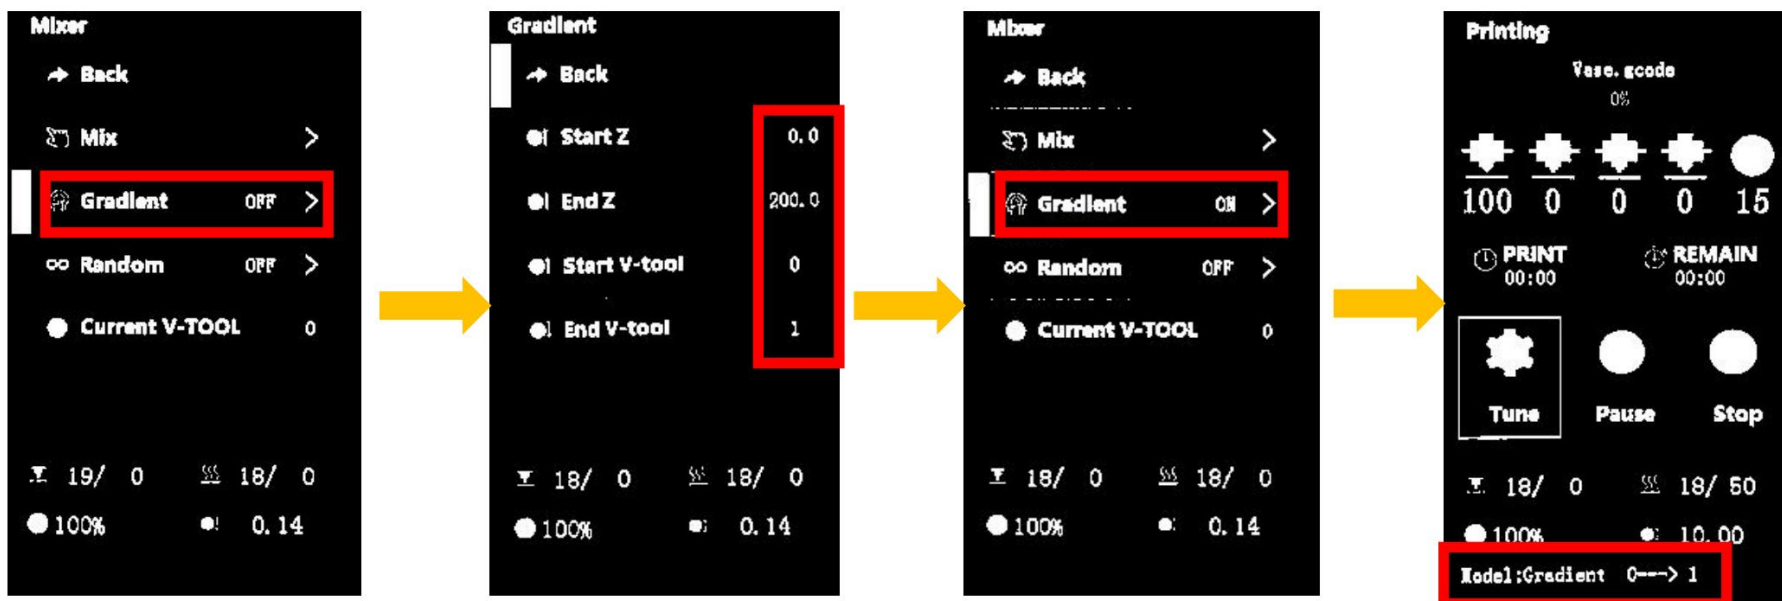 Mixer
Back
Mix >
Gradient OFF >
Random OFF >
Current V-TOOL 0
19/ 0 18/ 0
100% 0.14
Gradient
Back
Start Z 0.0
End Z 200.0
Start V-tool 0
End V-tool 1
18/ 0 18/ 0
100% 0.14
Mixer
Back
Mix >
Gradient ON >
Random OFF >
Current V-TOOL 0
18/ 0 18/ 0
100% 0.14
Printing
Vase.gcode
0%
100 0 0 0 15
PRINT REMAIN
00:00 00:00
Tune Pause Stop
18/ 0 18/ 50
100% 10.00
Model:Gradient 0---> 1